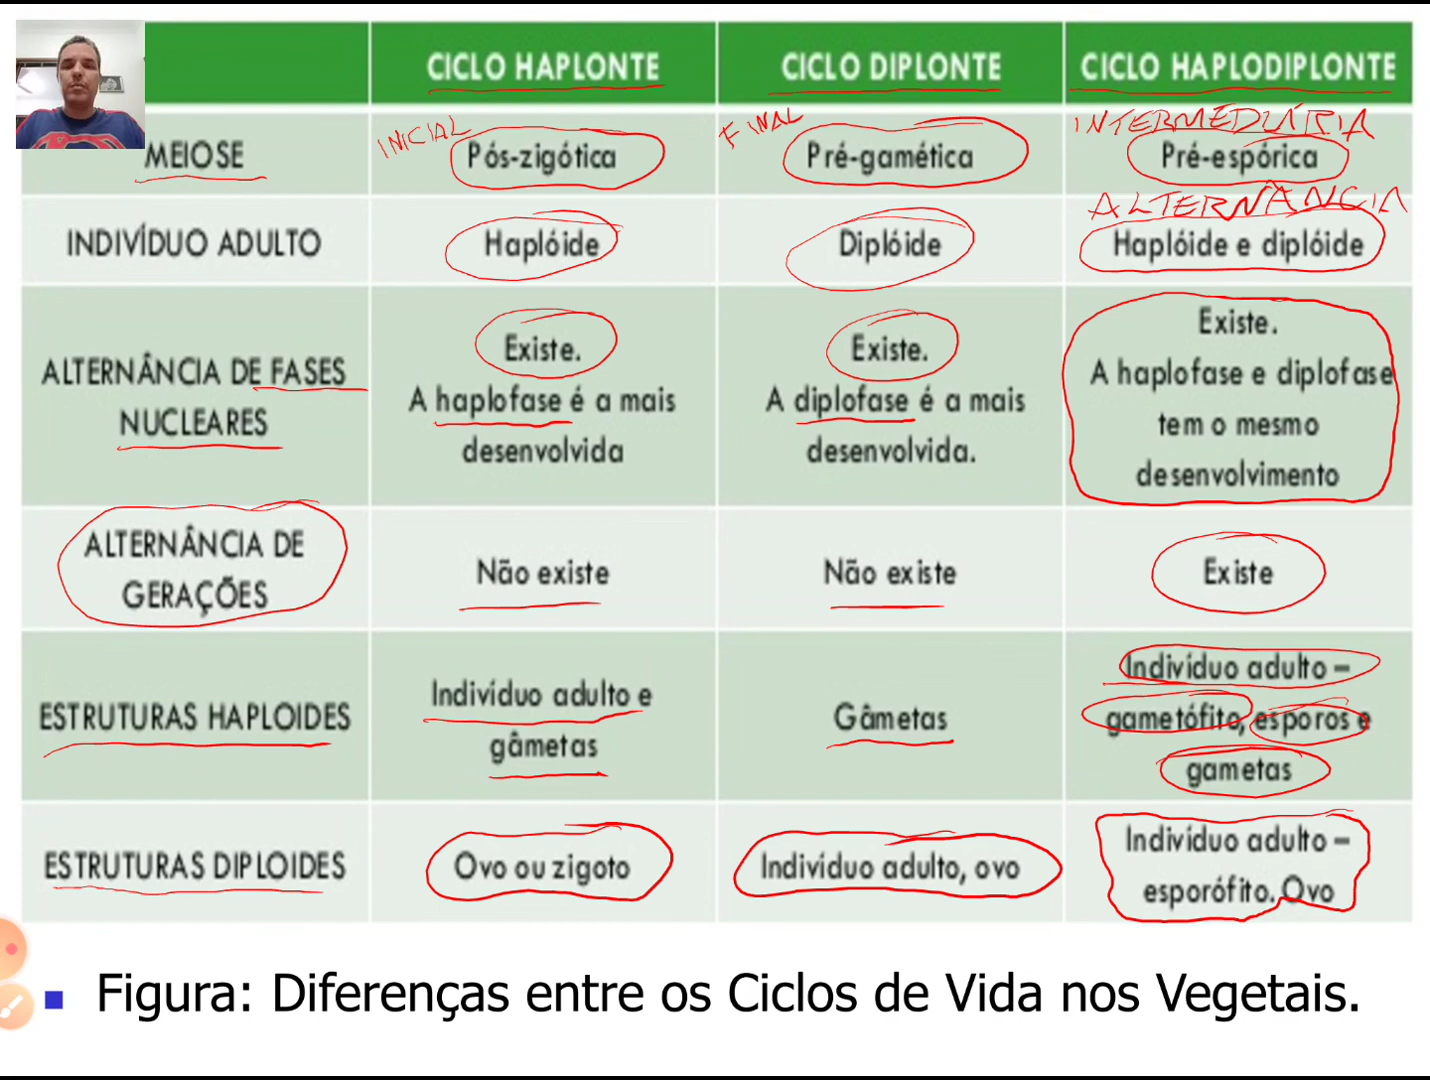 CICLO HAPLONTE
CICLO DIPLONTE
CICLO HAPLODIPLONTE
MEIOSE
INICIAL
Pós-zigótica
FINAL
Pré-gamética
INTERMEDIÁRIA
Pré-espórica
INDIVÍDUO ADULTO
Haplóide
Diplóide
ALTERNÂNCIA
Haplóide e diplóide
ALTERNÂNCIA DE FASES
NUCLEARES
Existe.
A haplofase é a mais
desenvolvida
Existe.
A diplofase é a mais
desenvolvida.
Existe.
A haplofase e diplofase
tem o mesmo
desenvolvimento
ALTERNÂNCIA DE
GERAÇÕES
Não existe
Não existe
Existe
ESTRUTURAS HAPLOIDES
Indivíduo adulto e
gâmetas
Gâmetas
Indivíduo adulto –
gametófito, esporos e
gametas
ESTRUTURAS DIPLOIDES
Ovo ou zigoto
Indivíduo adulto, ovo
Indivíduo adulto –
esporófito. Ovo
Figura: Diferenças entre os Ciclos de Vida nos Vegetais.